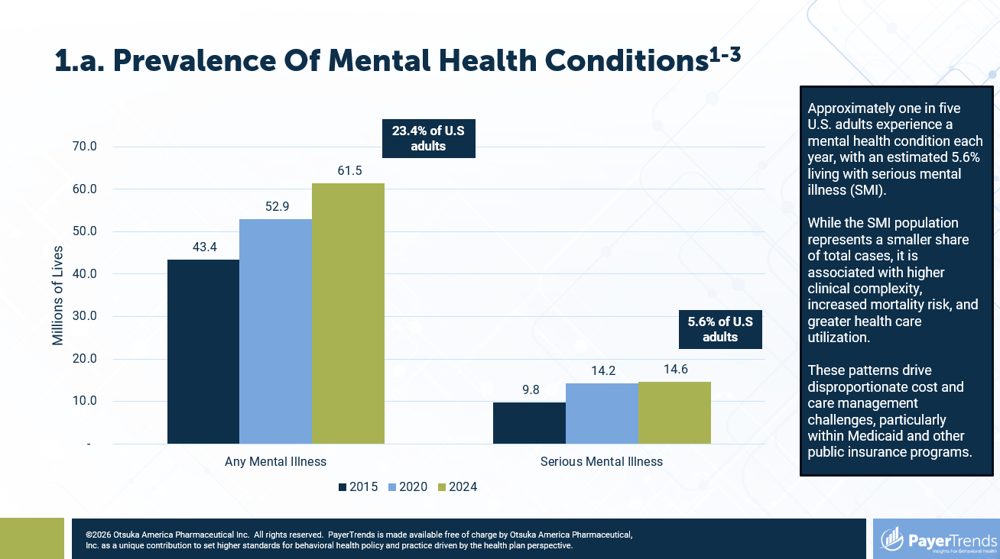 1.a. Prevalence Of Mental Health Conditions1-3
23.4% of U.S
adults
70.0
61.5
60.0
52.9
50.0
43.4
40.0
30.0
5.6% of U.S
adults
20.0
14.2
14.6
9.8
10.0
-
Millions of Lives
Any Mental Illness
Serious Mental Illness
2015 2020 2024
Approximately one in five
U.S. adults experience a
mental health condition each
year, with an estimated 5.6%
living with serious mental
illness (SMI).
While the SMI population
represents a smaller share
of total cases, it is
associated with higher
clinical complexity,
increased mortality risk, and
greater health care
utilization.
These patterns drive
disproportionate cost and
care management
challenges, particularly
within Medicaid and other
public insurance programs.
©2026 Otsuka America Pharmaceutical Inc. All rights reserved. PayerTrends is made available free of charge by Otsuka America Pharmaceutical,
Inc. as a unique contribution to set higher standards for behavioral health policy and practice driven by the health plan perspective.
PayerTrends
Insights For Behavioral Health